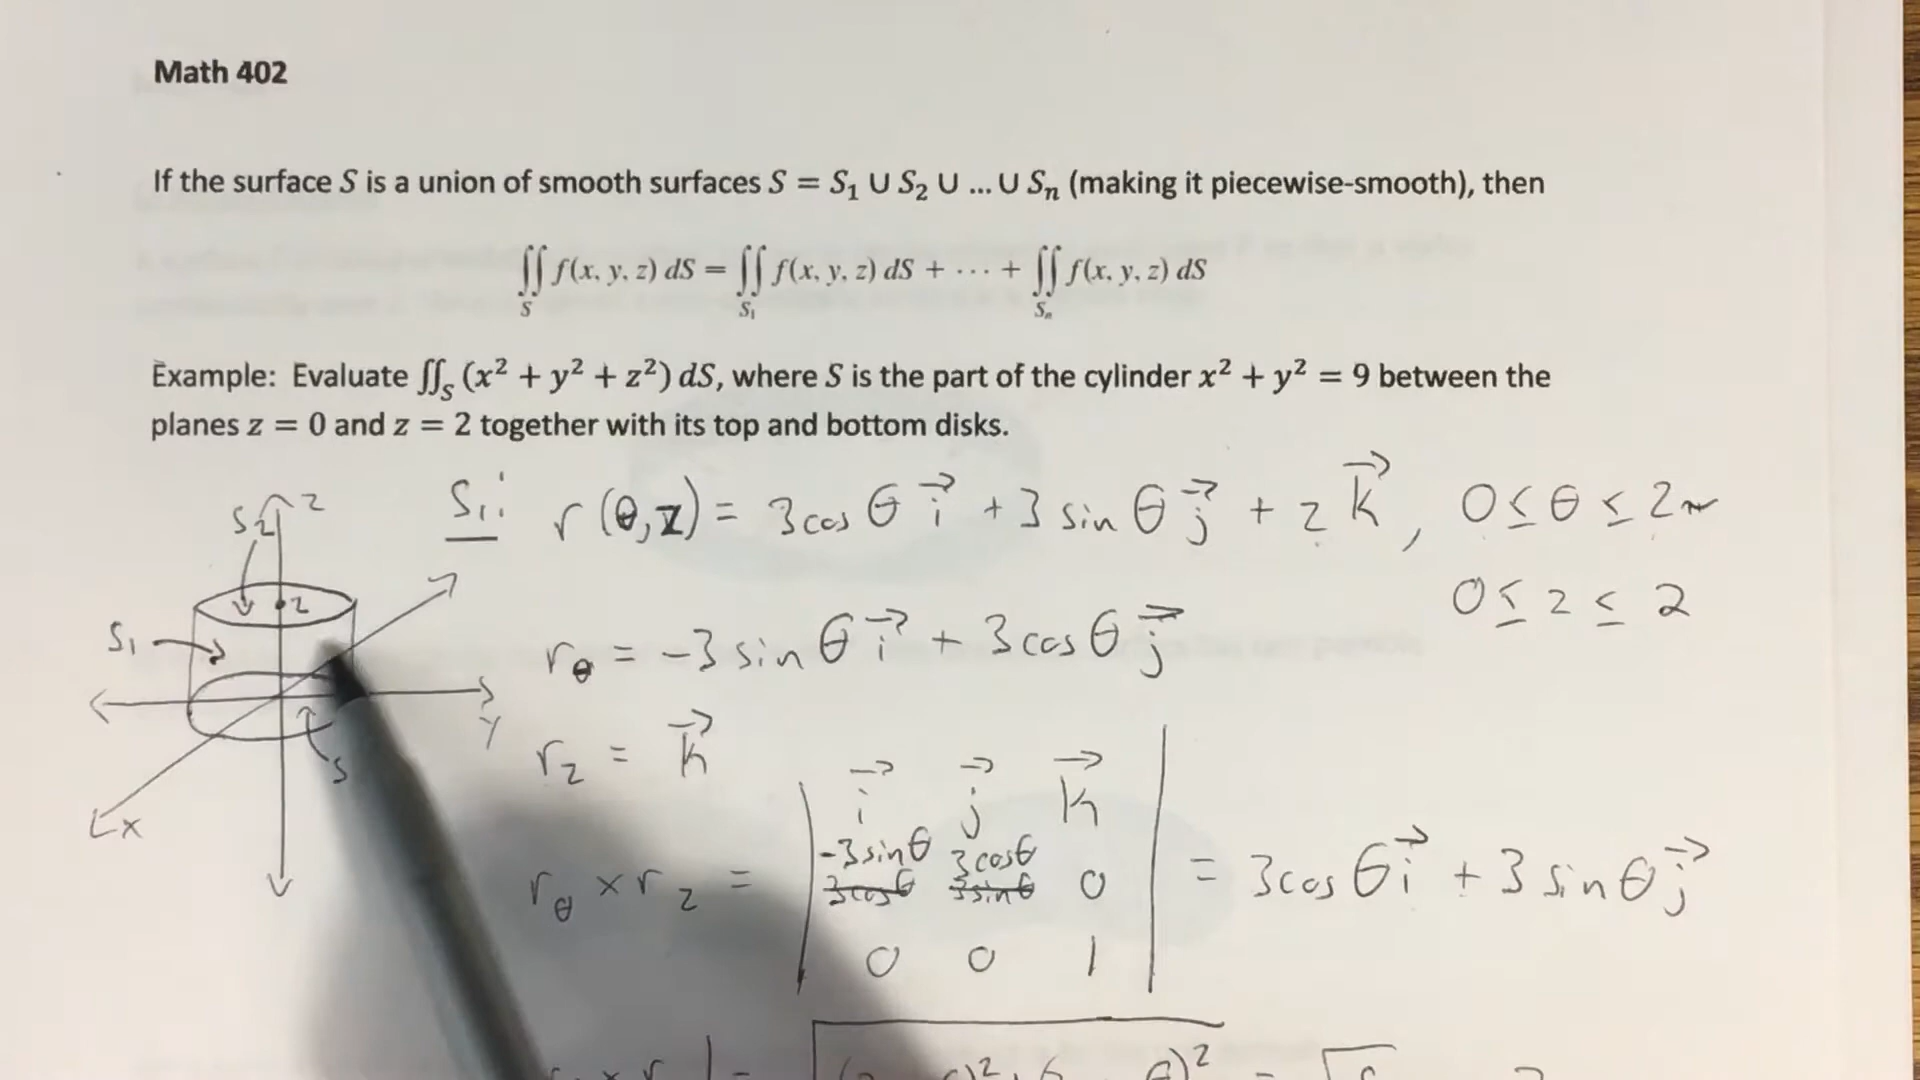 Math 402
If the surface S is a union of smooth surfaces S = S₁ ∪ S₂ ∪ … ∪ Sₙ (making it piecewise-smooth), then
∬_S f(x, y, z) dS = ∬_S₁ f(x, y, z) dS + ⋯ + ∬_Sₙ f(x, y, z) dS
Example: Evaluate ∬_S (x² + y² + z²) dS, where S is the part of the cylinder x² + y² = 9 between the
planes z = 0 and z = 2 together with its top and bottom disks.
S₂
z
2
S₁
y
S
x
S₁: r(θ,z) = 3cos θ i⃗ + 3 sin θ j⃗ + z k⃗, 0 ≤ θ ≤ 2π
0 ≤ z ≤ 2
r_θ = -3 sin θ i⃗ + 3 cos θ j⃗
r_z = k⃗
i⃗ j⃗ k⃗
-3sinθ 3cosθ
r_θ × r_z = | 3cosθ 3sinθ 0 | = 3cos θ i⃗ + 3 sin θ j⃗
0 0 1